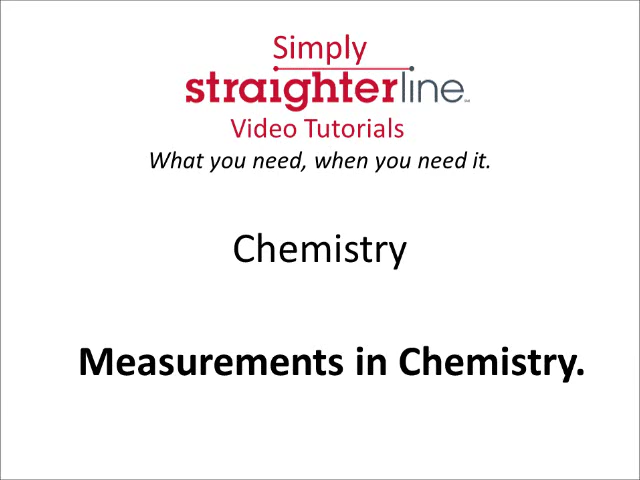 Simply
straighterline
Video Tutorials
What you need, when you need it.
Chemistry
Measurements in Chemistry.